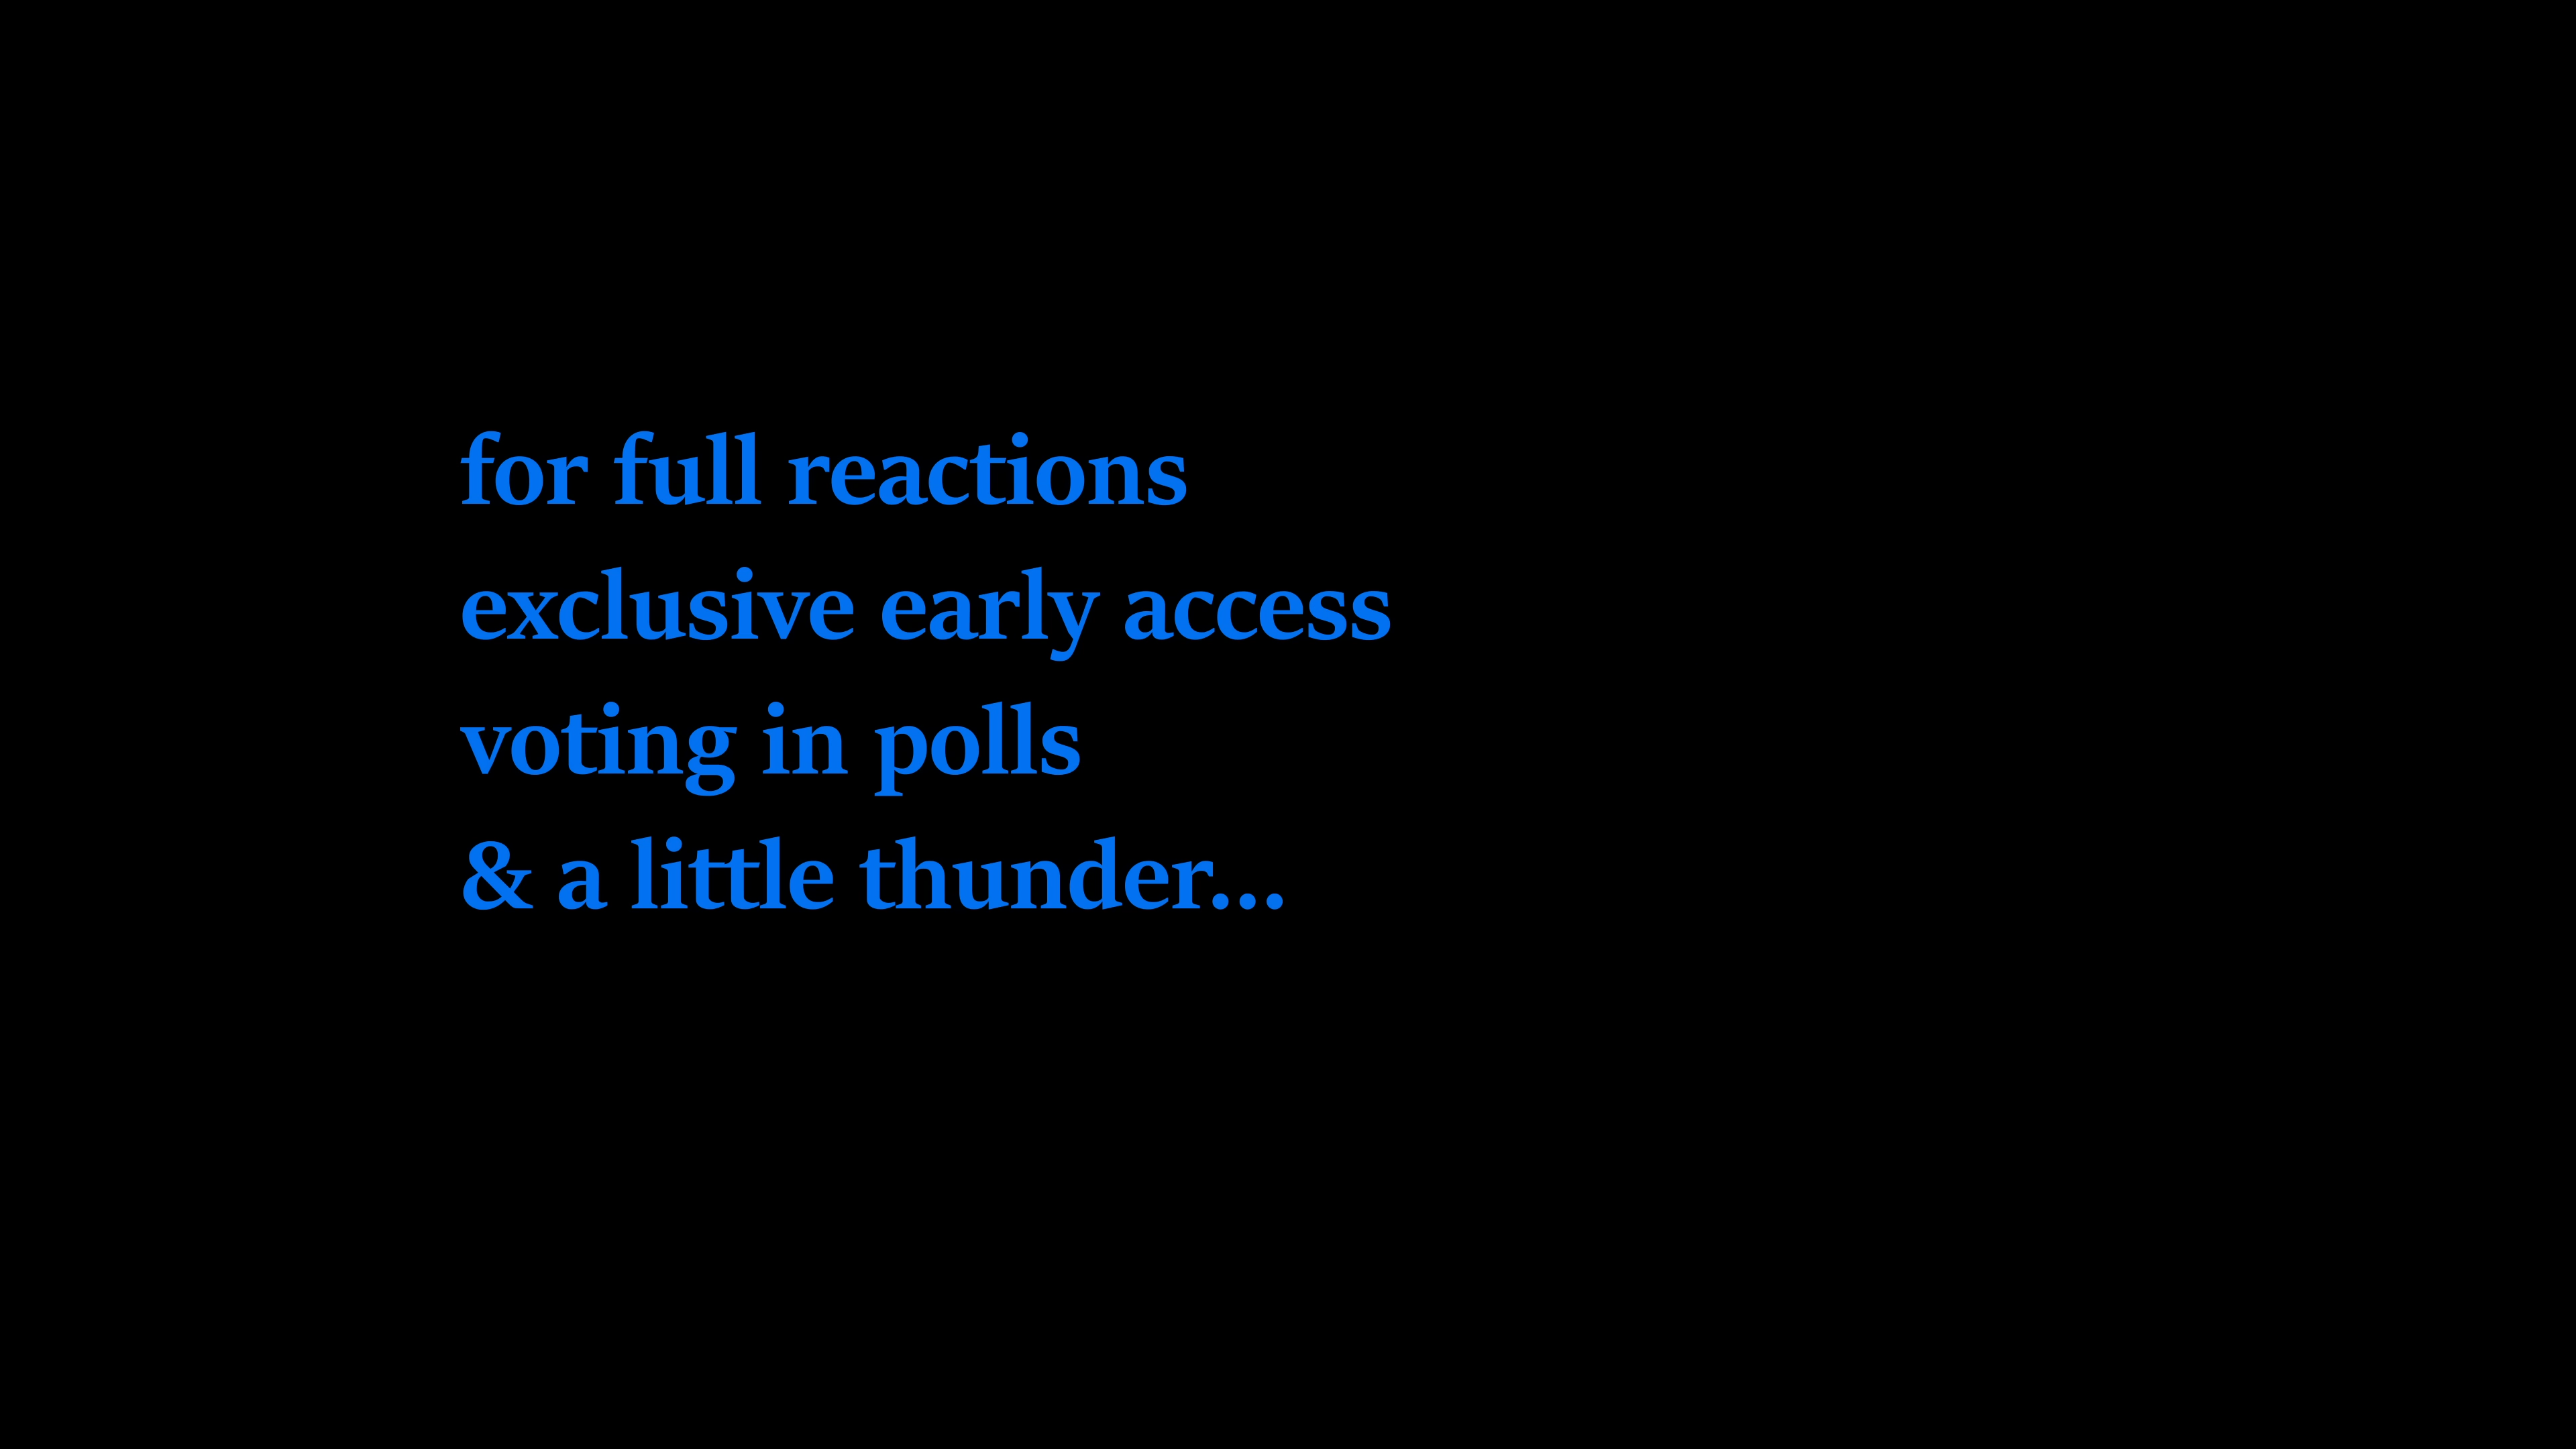 for full reactions
exclusive early access
voting in polls
& a little thunder...